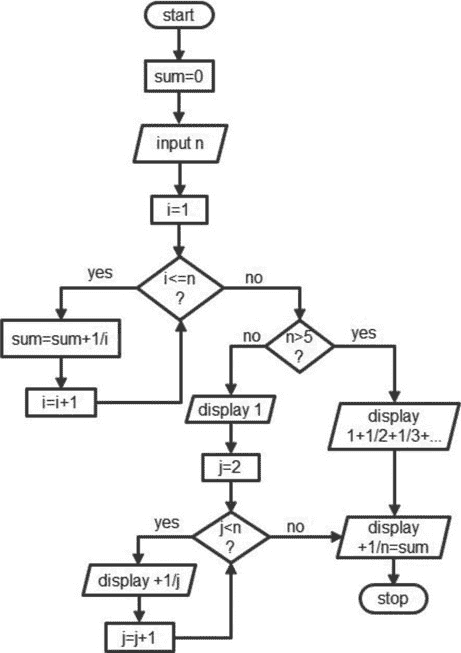 start
sum=0
input n
i=1
yes
i<=n
?
no
sum=sum+1/i
i=i+1
no
n>5
?
yes
display 1
display
1+1/2+1/3+...
j=2
yes
j<n
?
no
display
+1/n=sum
display +1/j
j=j+1
stop